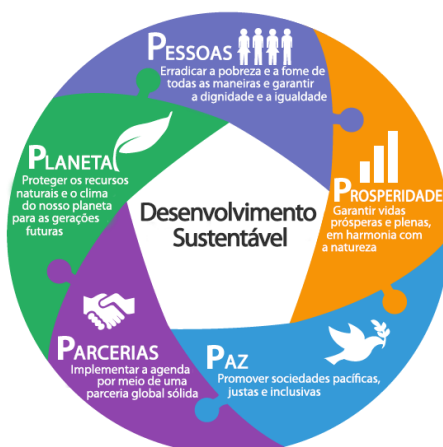 PESSOAS
Erradicar a pobreza e a fome de
todas as maneiras e garantir
a dignidade e a igualdade
PROSPERIDADE
Garantir vidas
prósperas e plenas,
em harmonia com
a natureza
PAZ
Promover sociedades pacíficas,
justas e inclusivas
PARCERIAS
Implementar a agenda
por meio de uma
parceria global sólida
PLANETA
Proteger os recursos
naturais e o clima
do nosso planeta
para as gerações
futuras
Desenvolvimento
Sustentável